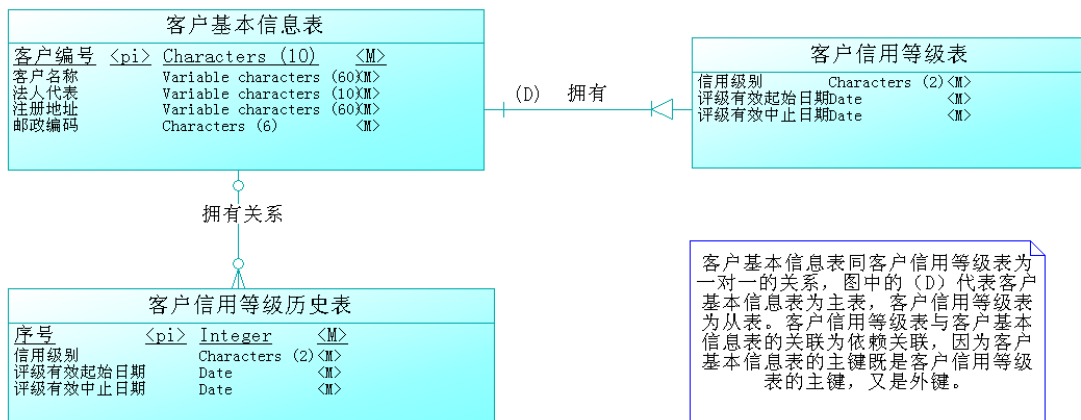 客户基本信息表
客户编号 <pi> Characters (10) <M>
客户名称 Variable characters (60)<M>
法人代表 Variable characters (10)<M>
注册地址 Variable characters (60)<M>
邮政编码 Characters (6) <M>
(D) 拥有
客户信用等级表
信用级别 Characters (2)<M>
评级有效起始日期Date <M>
评级有效中止日期Date <M>
拥有关系
客户信用等级历史表
序号 <pi> Integer <M>
信用级别 Characters (2)<M>
评级有效起始日期 Date <M>
评级有效中止日期 Date <M>
客户基本信息表同客户信用等级表为
一对一的关系，图中的（D）代表客户
基本信息表为主表，客户信用等级表
为从表。客户信用等级表与客户基本
信息表的关联为依赖关联，因为客户
基本信息表的主键既是客户信用等级
表的主键，又是外键。